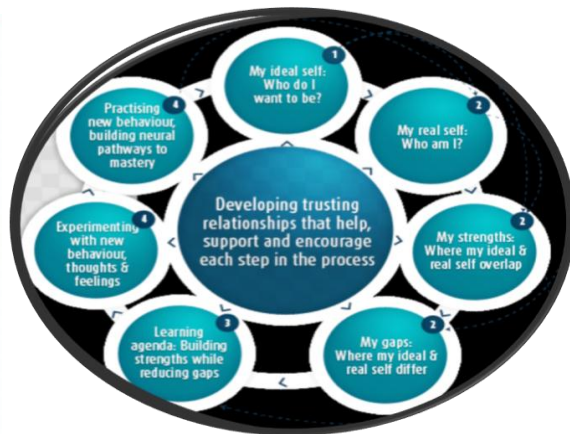 1
My ideal self:
Who do I
want to be?
2
My real self:
Who am I?
2
My strengths:
Where my ideal &
real self overlap
2
My gaps:
Where my ideal &
real self differ
3
Learning
agenda: Building
strengths while
reducing gaps
4
Experimenting
with new
behaviour,
thoughts &
feelings
4
Practising
new behaviour,
building neural
pathways to
mastery
Developing trusting
relationships that help,
support and encourage
each step in the process